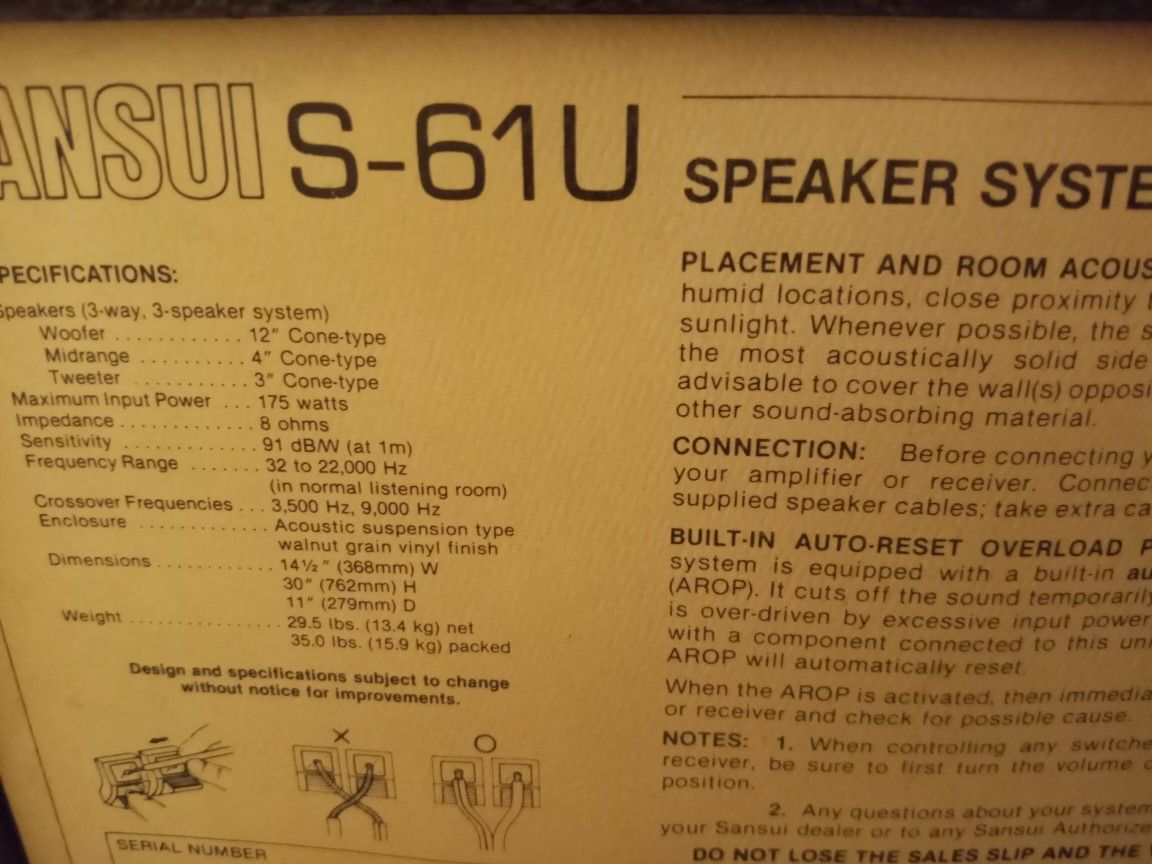 ANSUI S-61U
SPEAKER SYSTE
PECIFICATIONS:
Speakers (3-way, 3-speaker system)
Woofer ............ 12" Cone-type
Midrange .......... 4" Cone-type
Tweeter ........... 3" Cone-type
Maximum Input Power ... 175 watts
Impedance ............. 8 ohms
Sensitivity ............ 91 dB/W (at 1m)
Frequency Range ....... 32 to 22,000 Hz
(in normal listening room)
Crossover Frequencies ... 3,500 Hz, 9,000 Hz
Enclosure ............ Acoustic suspension type
walnut grain vinyl finish
Dimensions ............ 14½" (368mm) W
30" (762mm) H
11" (279mm) D
Weight ................ 29.5 lbs. (13.4 kg) net
35.0 lbs. (15.9 kg) packed
Design and specifications subject to change
without notice for improvements.
SERIAL NUMBER
PLACEMENT AND ROOM ACOUS
humid locations, close proximity
sunlight. Whenever possible, the s
the most acoustically solid side
advisable to cover the wall(s) opposi
other sound-absorbing material.
CONNECTION: Before connecting y
your amplifier or receiver. Connec
supplied speaker cables; take extra ca
BUILT-IN AUTO-RESET OVERLOAD P
system is equipped with a built-in au
(AROP). It cuts off the sound temporarily
is over-driven by excessive input power
with a component connected to this uni
AROP will automatically reset.
When the AROP is activated, then immedia
or receiver and check for possible cause.
NOTES: 1. When controlling any switche
receiver, be sure to first turn the volume c
position.
2. Any questions about your system
your Sansui dealer or to any Sansui Authorize
DO NOT LOSE THE SALES SLIP AND THE